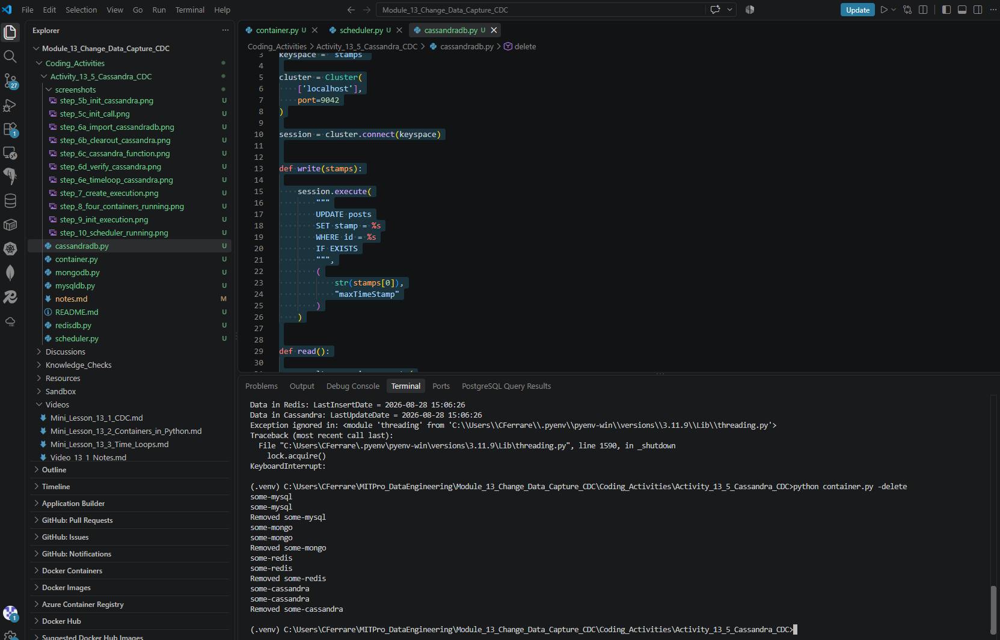 File Edit Selection View Go Run Terminal Help
Module_13_Change_Data_Capture_CDC
Update
Explorer
Module_13_Change_Data_Capture_CDC
Coding_Activities
Activity_13_5_Cassandra_CDC
screenshots
step_5b_init_cassandra.png U
step_5c_init_call.png U
step_6a_import_cassandradb.png U
step_6b_clearout_cassandra.png U
step_6c_cassandra_function.png U
step_6d_verify_cassandra.png U
step_6e_timeloop_cassandra.png U
step_7_create_execution.png U
step_8_four_containers_running.png U
step_9_init_execution.png U
step_10_scheduler_running.png U
cassandradb.py U
container.py U
mongodb.py U
mysqldb.py U
notes.md M
README.md U
redisdb.py U
scheduler.py U
Discussions
Knowledge_Checks
Resources
Sandbox
Videos
Mini_Lesson_13_1_CDC.md
Mini_Lesson_13_2_Containers_in_Python.md
Mini_Lesson_13_3_Time_Loops.md
Video_13_1_Notes.md
Outline
Timeline
Application Builder
GitHub: Pull Requests
GitHub: Issues
GitHub: Notifications
Docker Containers
Docker Images
Azure Container Registry
Docker Hub
Suggested Docker Hub Images
27
1
1
container.py U
scheduler.py U
cassandradb.py U
Coding_Activities > Activity_13_5_Cassandra_CDC > cassandradb.py > delete
3 keyspace = "stamps"
4
5 cluster = Cluster(
6 ['localhost'],
7 port=9042
8 )
9
10 session = cluster.connect(keyspace)
11
12
13 def write(stamps):
14
15 session.execute(
16 """
17 UPDATE posts
18 SET stamp = %s
19 WHERE id = %s
20 IF EXISTS
21 """,
22 (
23 str(stamps[0]),
24 "maxTimeStamp"
25 )
26 )
27
28
29 def read():
30
Problems Output Debug Console Terminal Ports PostgreSQL Query Results
Data in Redis: LastInsertDate = 2026-08-28 15:06:26
Data in Cassandra: LastUpdateDate = 2026-08-28 15:06:26
Exception ignored in: <module 'threading' from 'C:\\Users\\CFerrare\\.pyenv\\pyenv-win\\versions\\3.11.9\\Lib\\threading.py'>
Traceback (most recent call last):
File "C:\Users\CFerrare\.pyenv\pyenv-win\versions\3.11.9\Lib\threading.py", line 1590, in _shutdown
lock.acquire()
KeyboardInterrupt:
(.venv) C:\Users\CFerrare\MITPro_DataEngineering\Module_13_Change_Data_Capture_CDC\Coding_Activities\Activity_13_5_Cassandra_CDC>python container.py -delete
some-mysql
some-mysql
Removed some-mysql
some-mongo
some-mongo
Removed some-mongo
some-redis
some-redis
Removed some-redis
some-cassandra
some-cassandra
Removed some-cassandra
(.venv) C:\Users\CFerrare\MITPro_DataEngineering\Module_13_Change_Data_Capture_CDC\Coding_Activities\Activity_13_5_Cassandra_CDC>